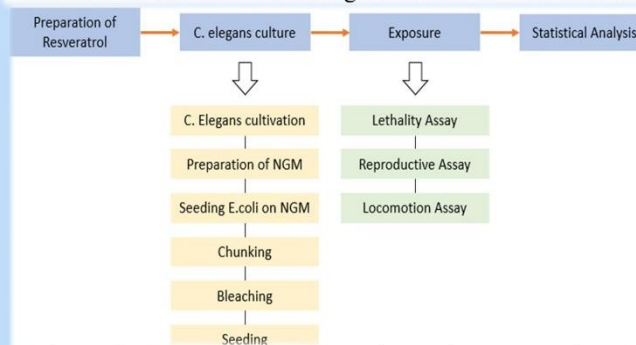 Preparation of
Resveratrol
C. elegans culture
Exposure
Statistical Analysis
C. Elegans cultivation
Preparation of NGM
Seeding E.coli on NGM
Chunking
Bleaching
Seeding
Lethality Assay
Reproductive Assay
Locomotion Assay